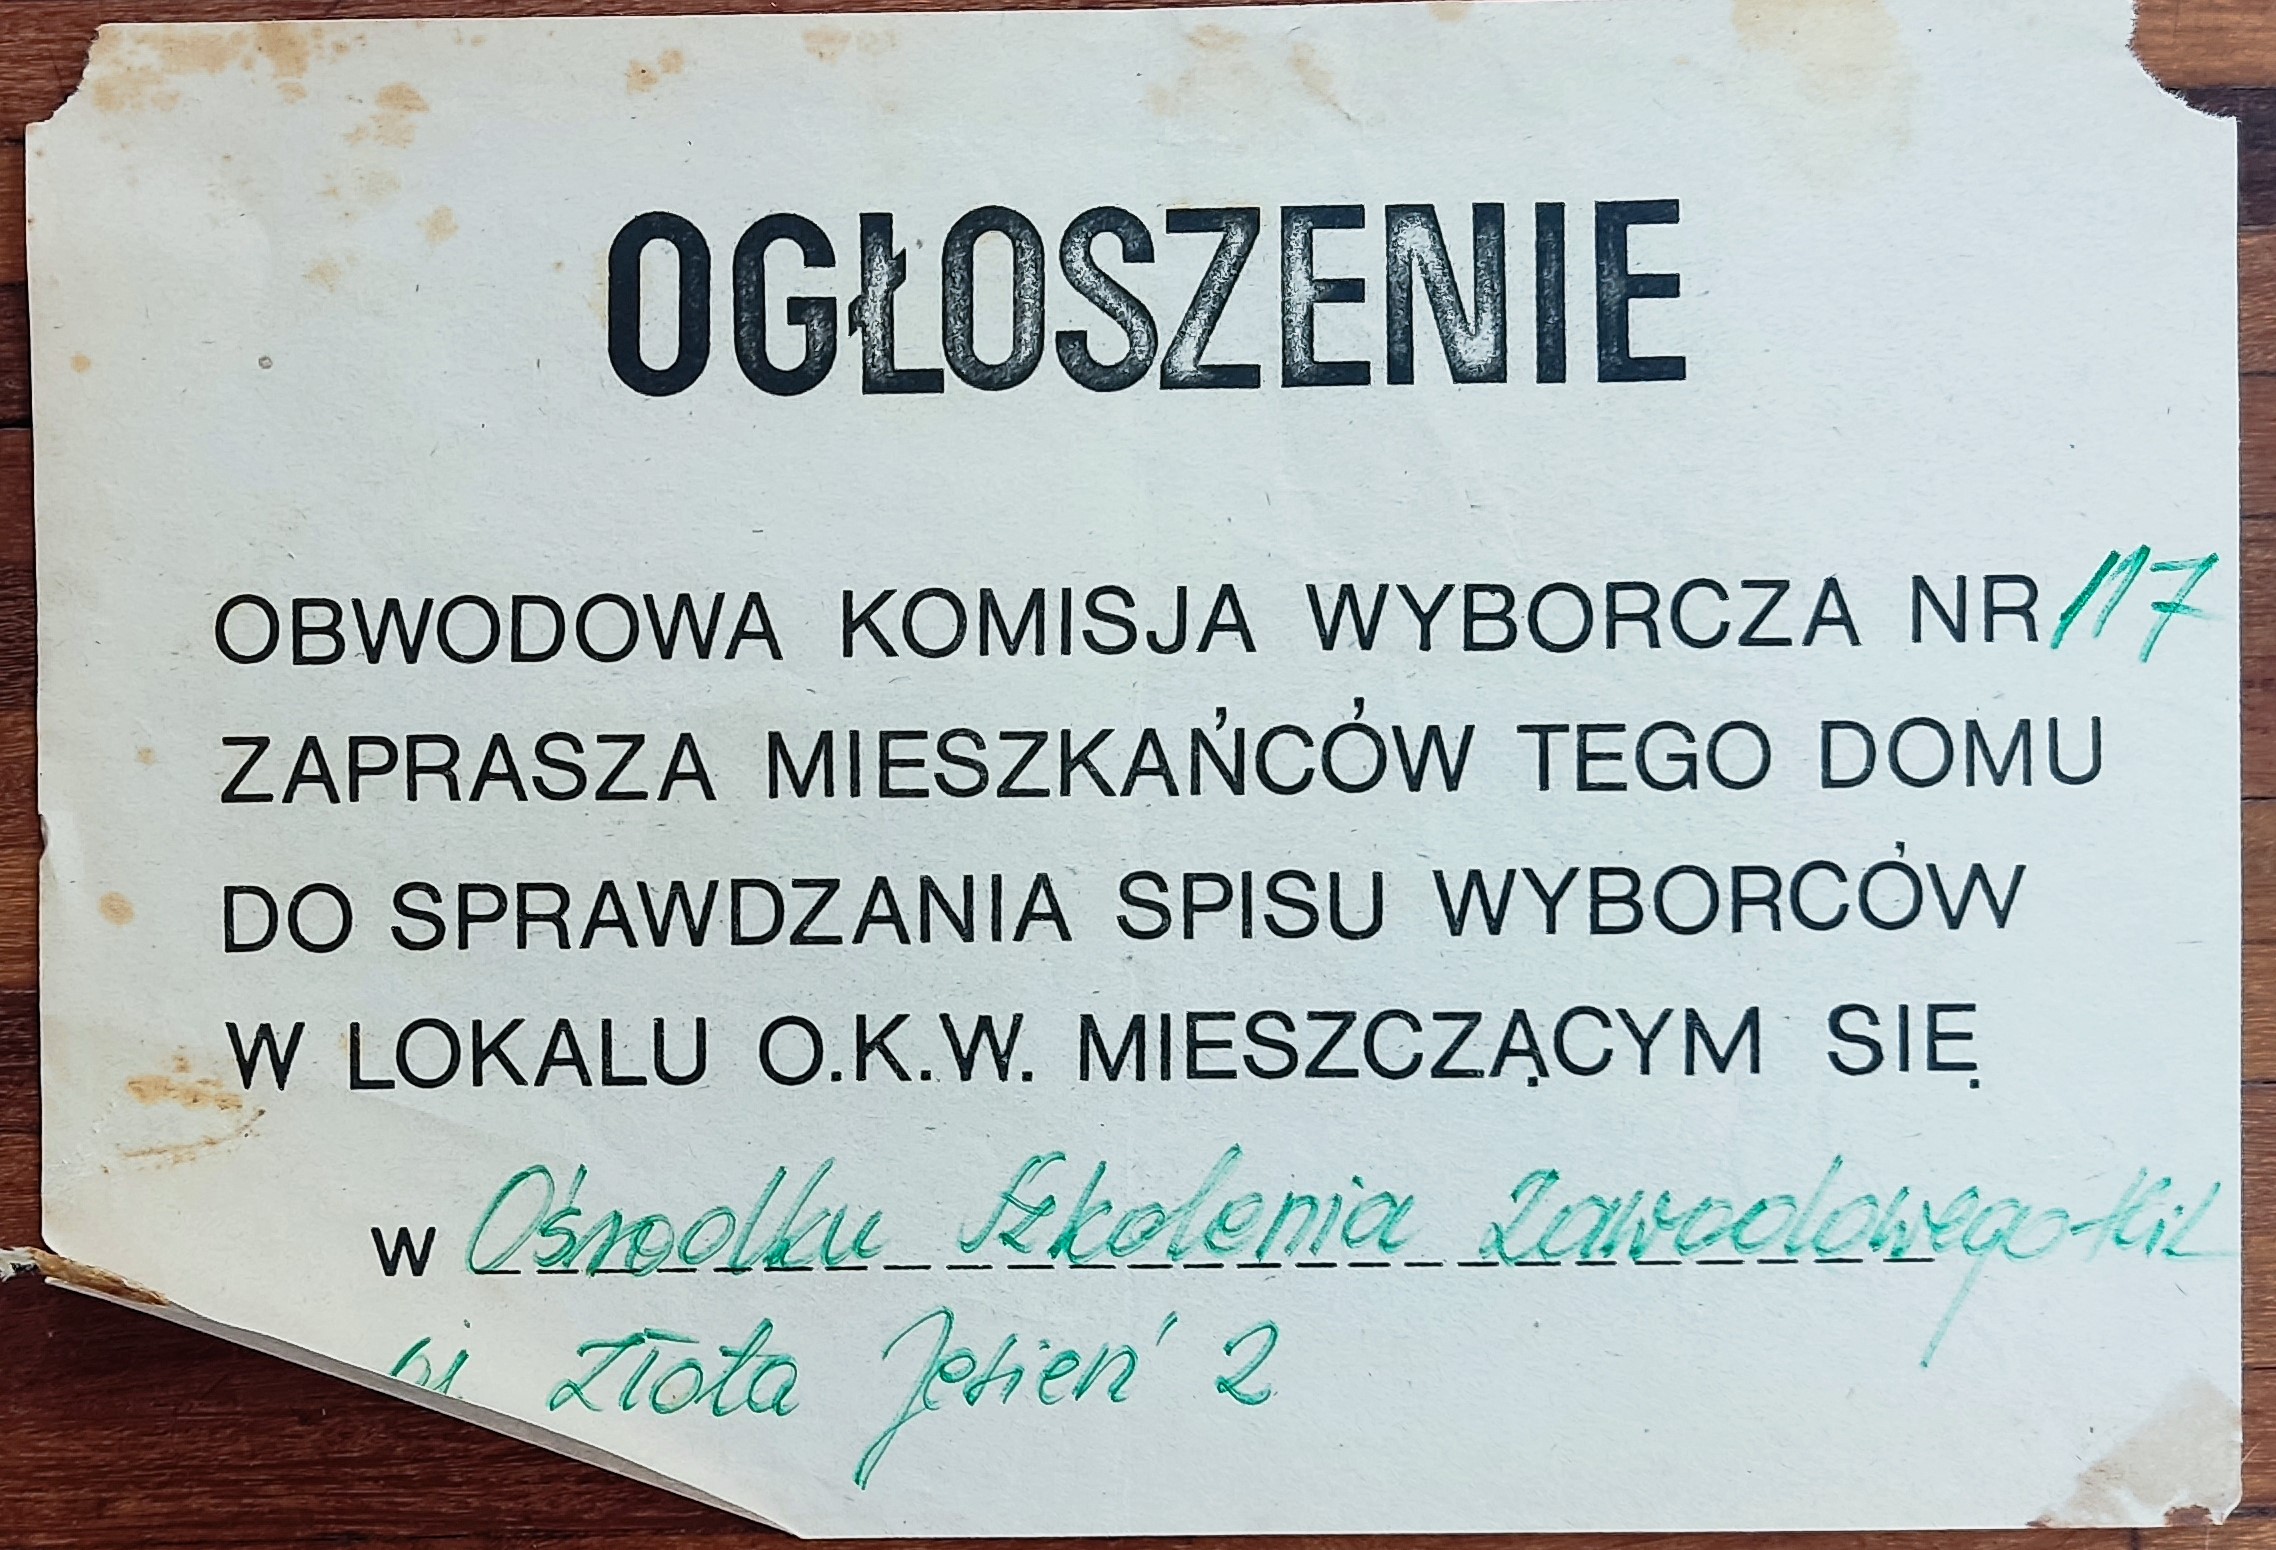 OGŁOSZENIE
OBWODOWA KOMISJA WYBORCZA NR 117
ZAPRASZA MIESZKAŃCÓW TEGO DOMU
DO SPRAWDZANIA SPISU WYBORCÓW
W LOKALU O.K.W. MIESZCZĄCYM SIĘ
w Ośrodku Szkolenia Zawodowego
Złota Jesień 2